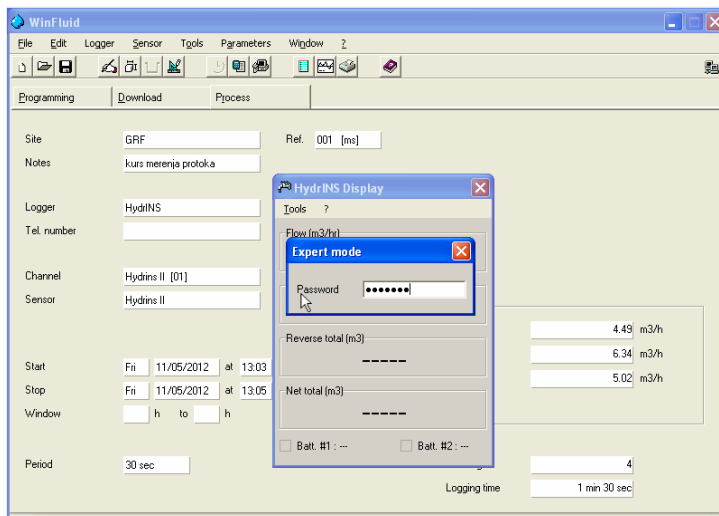 WinFluid
File Edit Logger Sensor Tools Parameters Window ?
Programming Download Process
Site GRF Ref. 001 [ms]
Notes kurs merenja protoka
HydrINS Display
Logger HydrINS Tools ?
Tel. number
Flow (m3/hr)
Expert mode
Channel Hydrins II [01]
Password •••••••
Sensor Hydrins II
4.49 m3/h
Reverse total (m3)
6.34 m3/h
-----
Start Fri 11/05/2012 at 13:03
5.02 m3/h
Stop Fri 11/05/2012 at 13:05
Net total (m3)
Window h to h
-----
Batt. #1 : --- Batt. #2 : ---
Period 30 sec
4
Logging time 1 min 30 sec